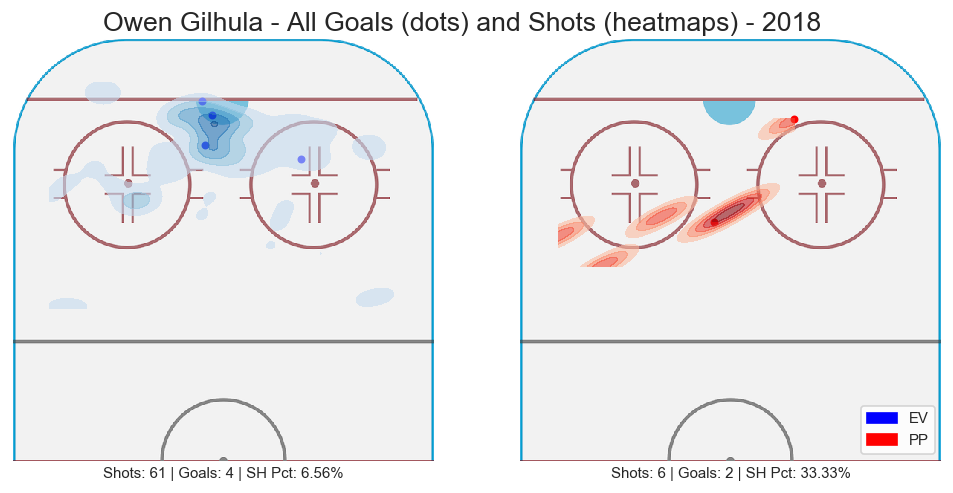 Owen Gilhula - All Goals (dots) and Shots (heatmaps) - 2018
EV
PP
Shots: 61 | Goals: 4 | SH Pct: 6.56%
Shots: 6 | Goals: 2 | SH Pct: 33.33%